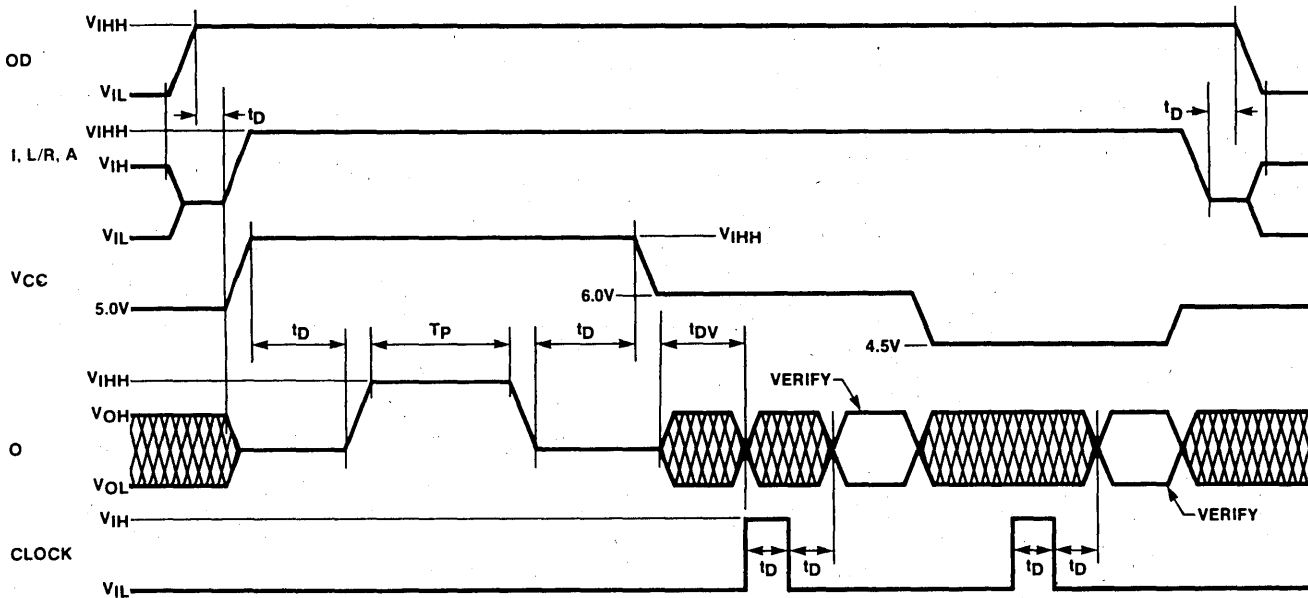 VIHH
OD
VIL
tD
tD
VIHH
I, L/R, A
VIH
VIL
VIHH
VCC
6.0V
5.0V
tD
TP
tD
tDV
4.5V
VIHH
VERIFY
VOH
O
VOL
VERIFY
VIH
CLOCK
tD
tD
tD
tD
VIL